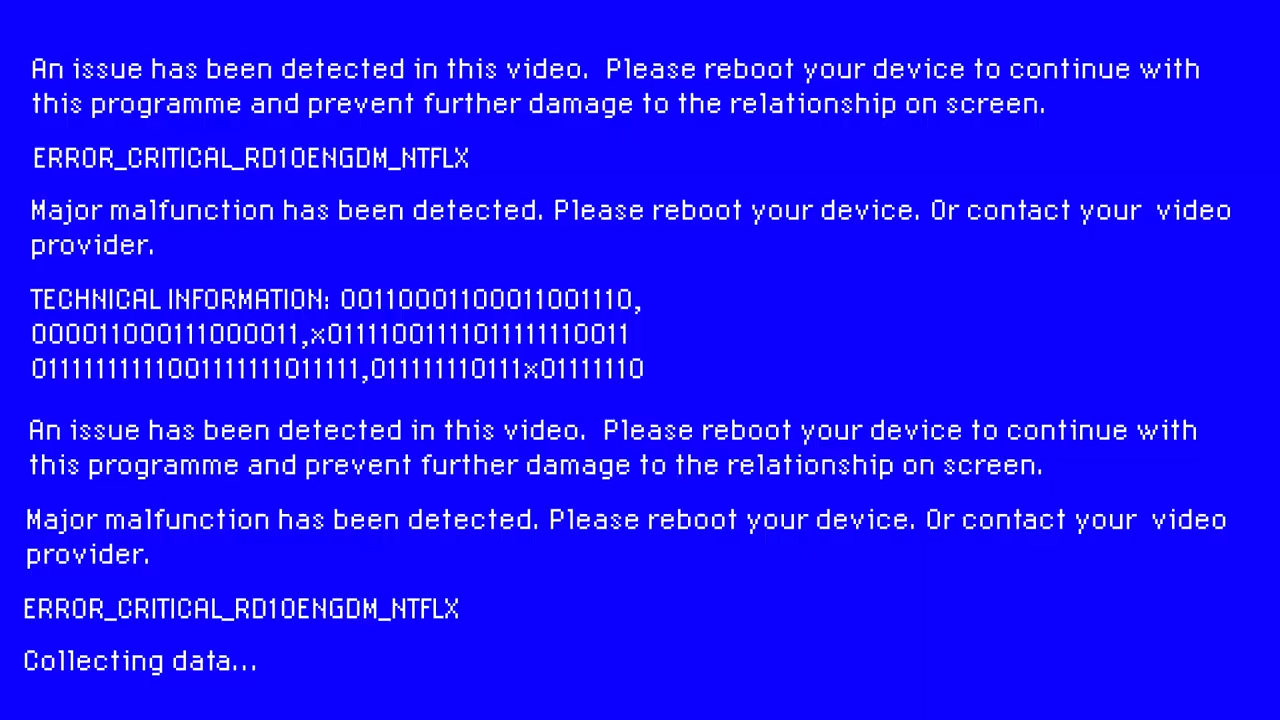 An issue has been detected in this video.  Please reboot your device to continue with
this programme and prevent further damage to the relationship on screen.
ERROR_CRITICAL_RD10ENGDM_NTFLX
Major malfunction has been detected. Please reboot your device. Or contact your  video
provider.
TECHNICAL INFORMATION: 00110001100011001110,
000011000111000011,x01111001111011111110011
01111111111100111111101111,011111110111x01111110
An issue has been detected in this video.  Please reboot your device to continue with
this programme and prevent further damage to the relationship on screen.
Major malfunction has been detected. Please reboot your device. Or contact your  video
provider.
ERROR_CRITICAL_RD10ENGDM_NTFLX
Collecting data...